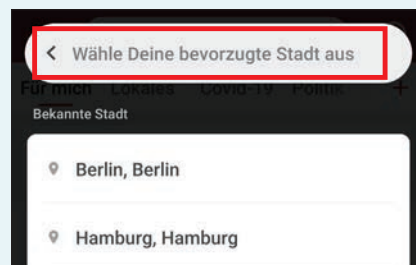 Wähle Deine bevorzugte Stadt aus
Für mich Lokales Covid-19 Politik +
Bekannte Stadt
Berlin, Berlin
Hamburg, Hamburg